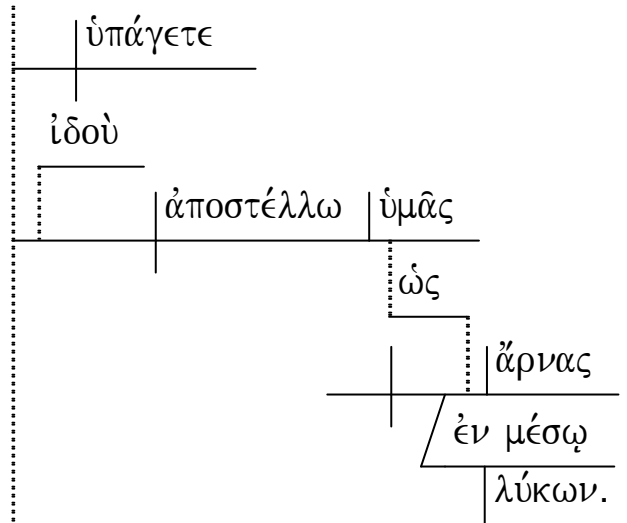 ὑπάγετε
ἰδοὺ
ἀποστέλλω ὑμᾶς
ὡς
ἄρνας
ἐν μέσῳ
λύκων.